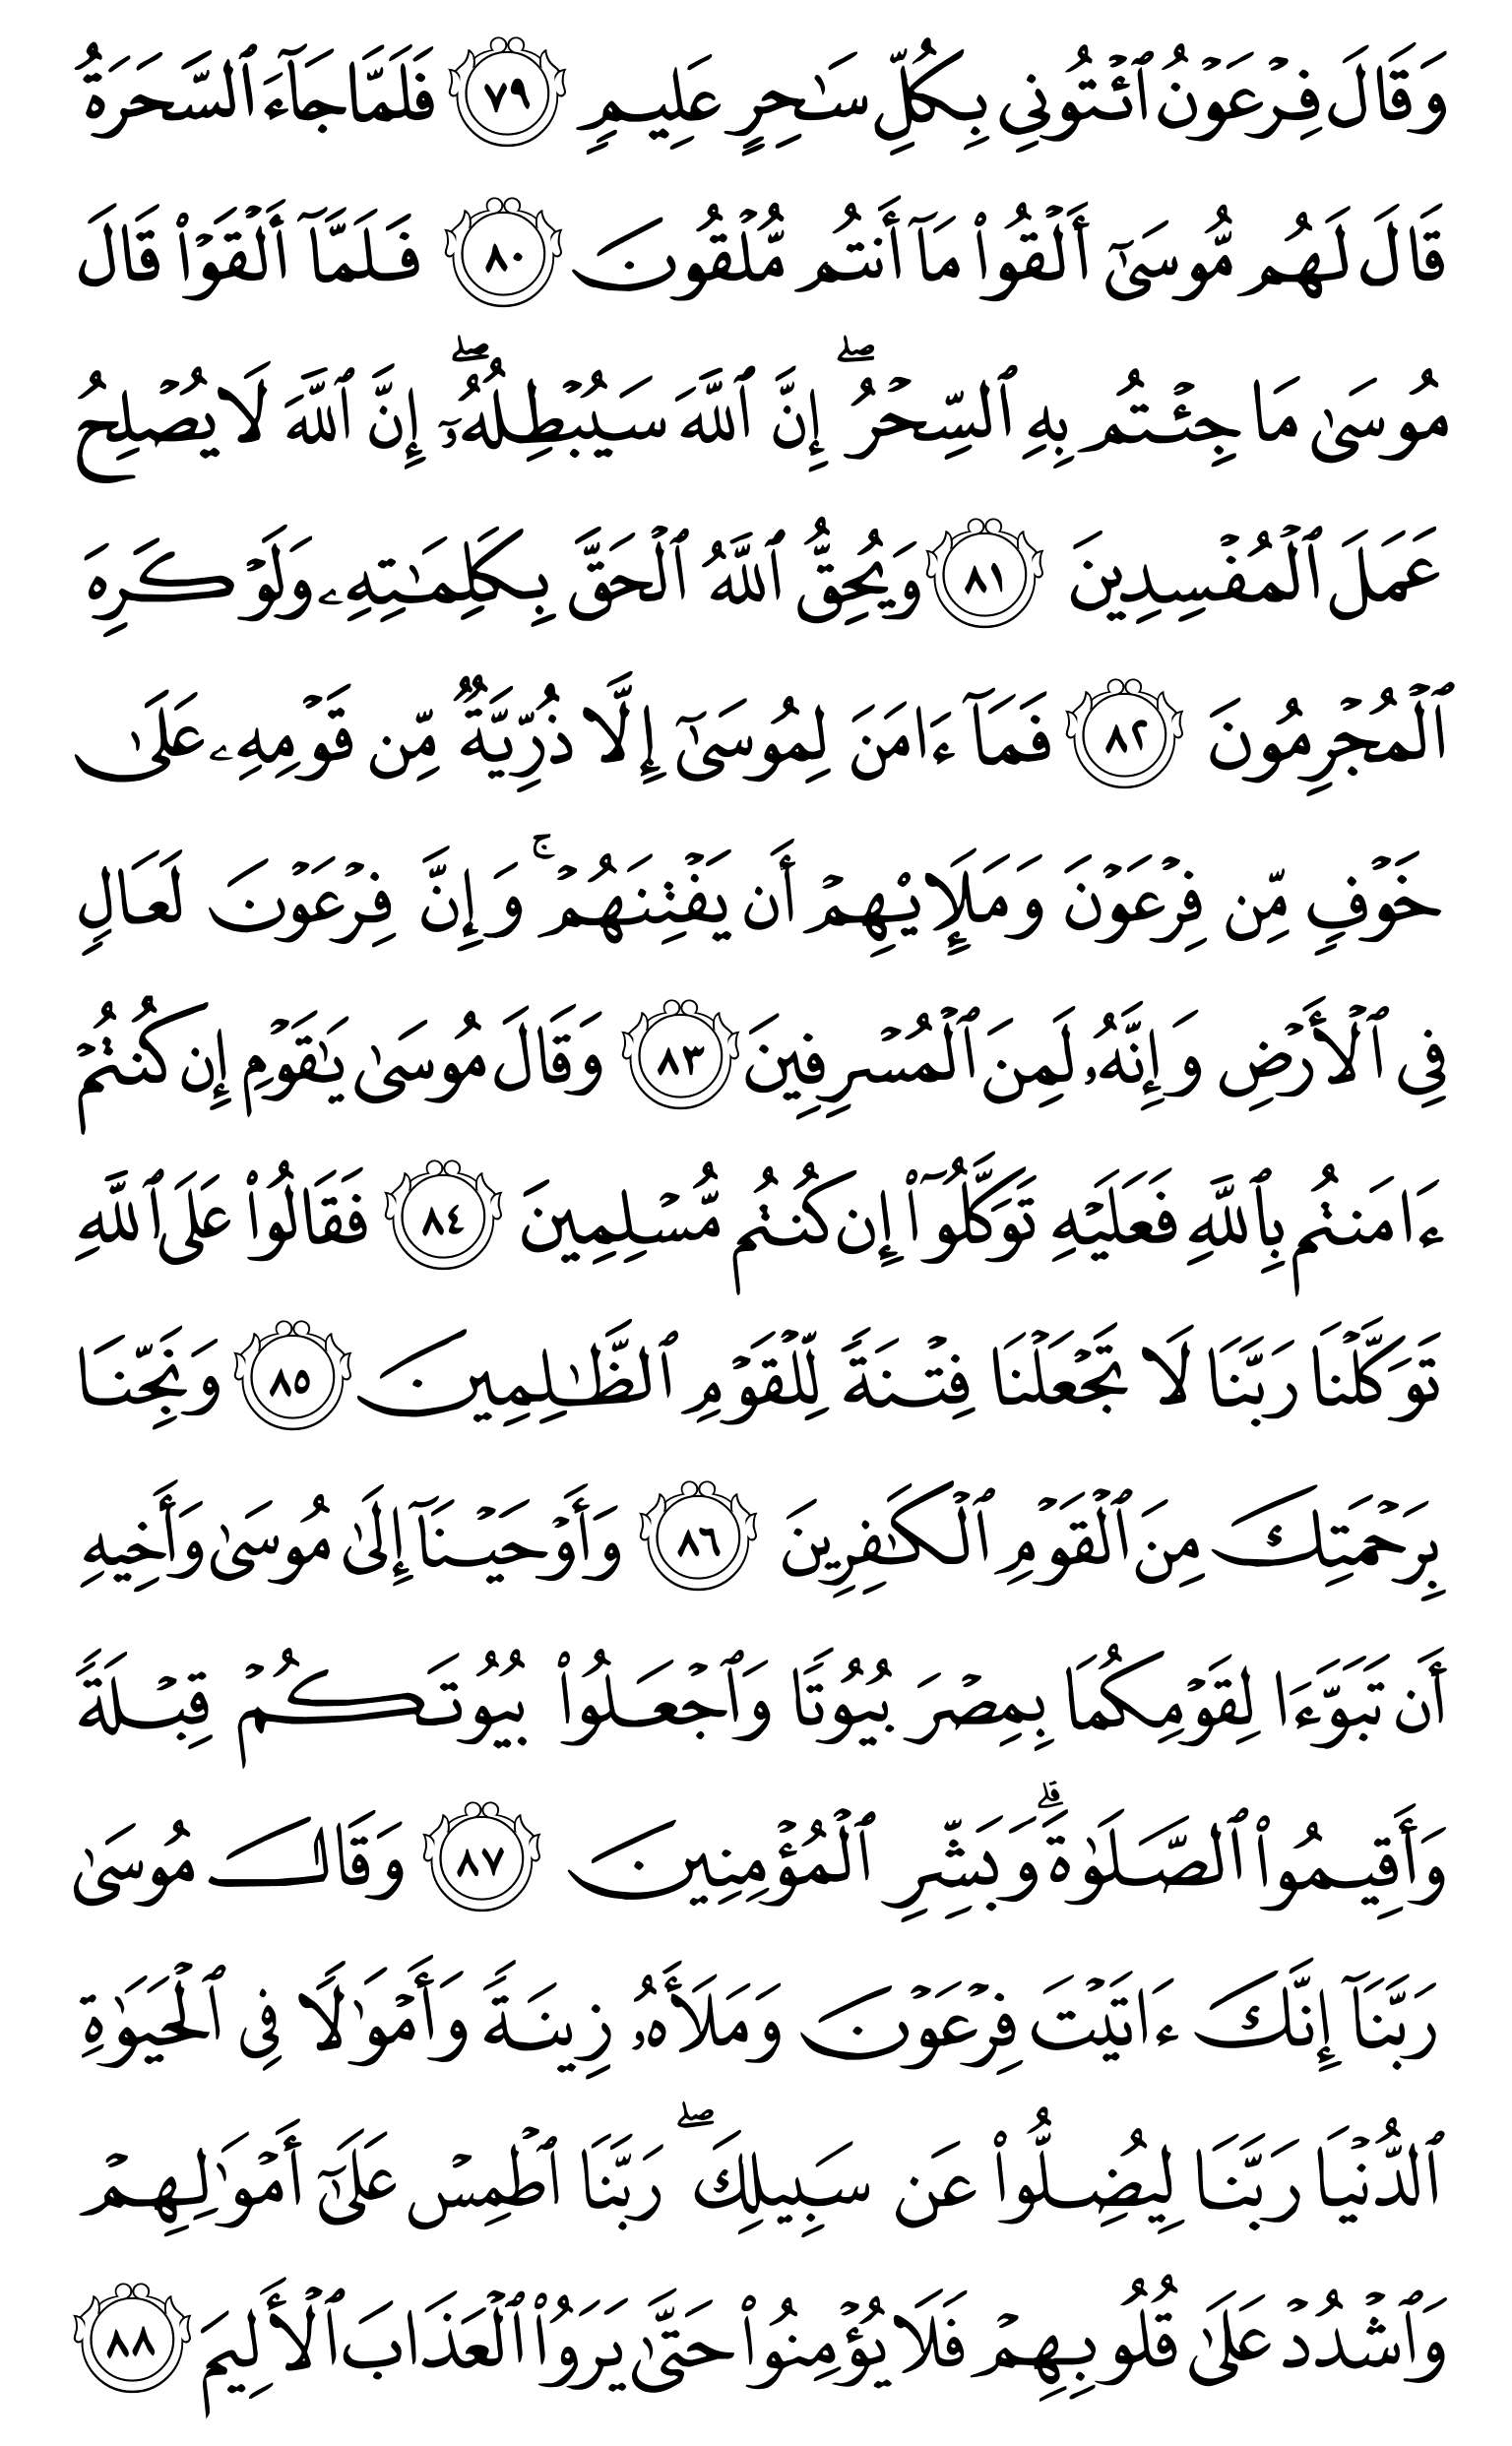 وَقَالَ فِرۡعَوۡنُ ٱئۡتُونِي بِكُلِّ سَٰحِرٍ عَلِيمٖ ٧٩ فَلَمَّا جَآءَ ٱلسَّحَرَةُ
قَالَ لَهُم مُّوسَىٰٓ أَلۡقُواْ مَآ أَنتُم مُّلۡقُونَ ٨٠ فَلَمَّآ أَلۡقَوۡاْ قَالَ
مُوسَىٰ مَا جِئۡتُم بِهِ ٱلسِّحۡرُۖ إِنَّ ٱللَّهَ سَيُبۡطِلُهُۥٓۖ إِنَّ ٱللَّهَ لَا يُصۡلِحُ
عَمَلَ ٱلۡمُفۡسِدِينَ ٨١ وَيُحِقُّ ٱللَّهُ ٱلۡحَقَّ بِكَلِمَٰتِهِۦ وَلَوۡ كَرِهَ
ٱلۡمُجۡرِمُونَ ٨٢ فَمَآ ءَامَنَ لِمُوسَىٰٓ إِلَّا ذُرِّيَّةٞ مِّن قَوۡمِهِۦ عَلَىٰ
خَوۡفٖ مِّن فِرۡعَوۡنَ وَمَلَإِيْهِمۡ أَن يَفۡتِنَهُمۡۚ وَإِنَّ فِرۡعَوۡنَ لَعَالٖ
فِي ٱلۡأَرۡضِ وَإِنَّهُۥ لَمِنَ ٱلۡمُسۡرِفِينَ ٨٣ وَقَالَ مُوسَىٰ يَٰقَوۡمِ إِن كُنتُمۡ
ءَامَنتُم بِٱللَّهِ فَعَلَيۡهِ تَوَكَّلُوٓاْ إِن كُنتُم مُّسۡلِمِينَ ٨٤ فَقَالُواْ عَلَى ٱللَّهِ
تَوَكَّلۡنَا رَبَّنَا لَا تَجۡعَلۡنَا فِتۡنَةٗ لِّلۡقَوۡمِ ٱلظَّٰلِمِينَ ٨٥ وَنَجِّنَا
بِرَحۡمَتِكَ مِنَ ٱلۡقَوۡمِ ٱلۡكَٰفِرِينَ ٨٦ وَأَوۡحَيۡنَآ إِلَىٰ مُوسَىٰ وَأَخِيهِ
أَن تَبَوَّءَا لِقَوۡمِكُمَا بِمِصۡرَ بُيُوتٗا وَٱجۡعَلُواْ بُيُوتَكُمۡ قِبۡلَةٗ
وَأَقِيمُواْ ٱلصَّلَوٰةَۗ وَبَشِّرِ ٱلۡمُؤۡمِنِينَ ٨٧ وَقَالَ مُوسَىٰ
رَبَّنَآ إِنَّكَ ءَاتَيۡتَ فِرۡعَوۡنَ وَمَلَأَهُۥ زِينَةٗ وَأَمۡوَٰلٗا فِي ٱلۡحَيَوٰةِ
ٱلدُّنۡيَا رَبَّنَا لِيُضِلُّواْ عَن سَبِيلِكَۖ رَبَّنَا ٱطۡمِسۡ عَلَىٰٓ أَمۡوَٰلِهِمۡ
وَٱشۡدُدۡ عَلَىٰ قُلُوبِهِمۡ فَلَا يُؤۡمِنُواْ حَتَّىٰ يَرَوُاْ ٱلۡعَذَابَ ٱلۡأَلِيمَ ٨٨